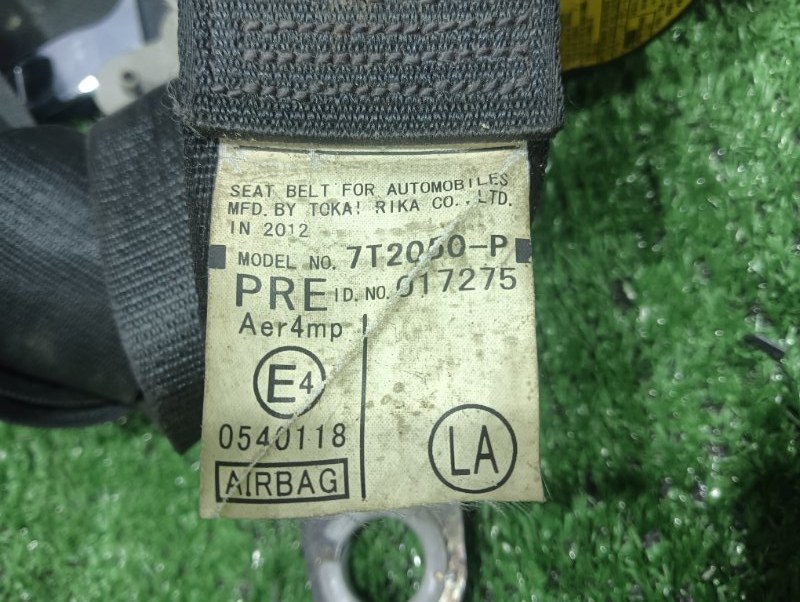 SEAT BELT FOR AUTOMOBILES
MFD. BY TOKAI RIKA CO., LTD.
IN 2012
MODEL NO. 7T2050-P
PRE ID. NO. 017275
Aer4mp
E4
0540118
AIRBAG
LA